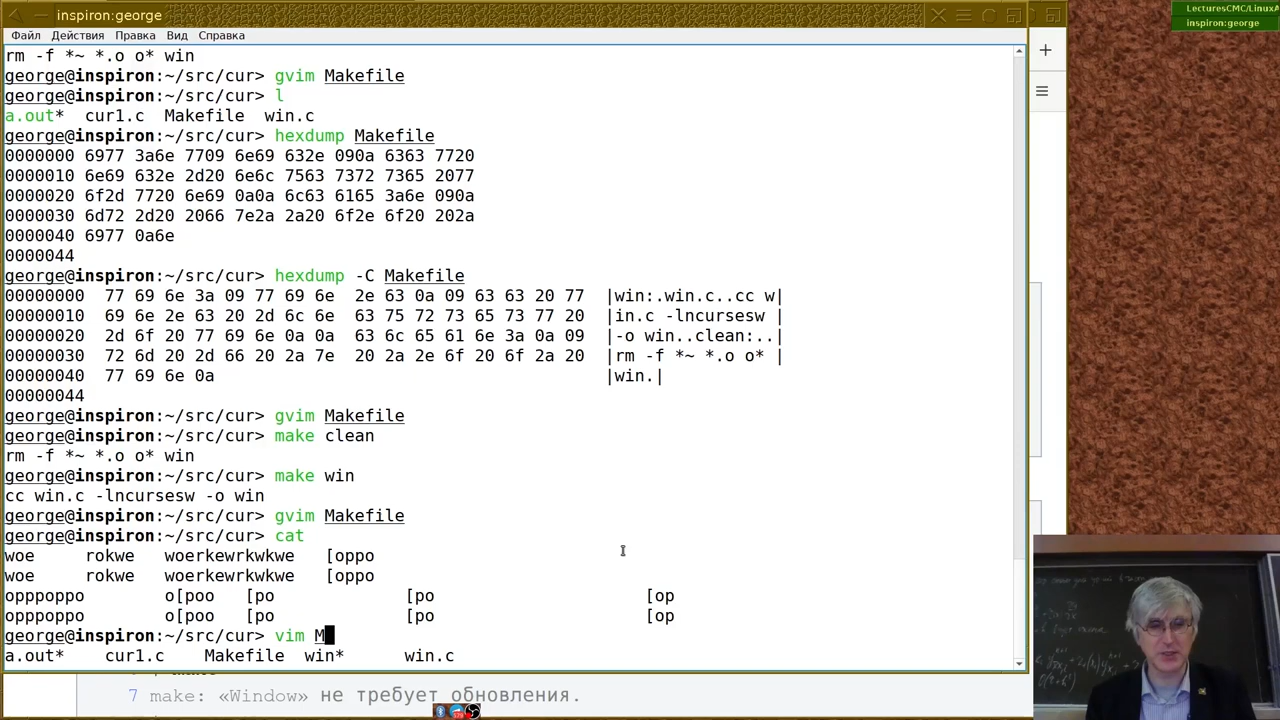 inspiron:george
LecturesCMC/LinuxA
inspiron:george
Файл Действия Правка Вид Справка
rm -f *~ *.o o* win
george@inspiron:~/src/cur> gvim Makefile
george@inspiron:~/src/cur> l
a.out*  cur1.c  Makefile  win.c
george@inspiron:~/src/cur> hexdump Makefile
0000000 6977 3a6e 7709 6e69 632e 090a 6363 7720
0000010 6e69 632e 2d20 6e6c 7563 7372 7365 2077
0000020 6f2d 7720 6e69 0a0a 6c63 6165 3a6e 090a
0000030 6d72 2d20 2066 7e2a 2a20 6f2e 6f20 202a
0000040 6977 0a6e
0000044
george@inspiron:~/src/cur> hexdump -C Makefile
00000000  77 69 6e 3a 09 77 69 6e  2e 63 0a 09 63 63 20 77  |win:.win.c..cc w|
00000010  69 6e 2e 63 20 2d 6c 6e  63 75 72 73 65 73 77 20  |in.c -lncursesw |
00000020  2d 6f 20 77 69 6e 0a 0a  63 6c 65 61 6e 3a 0a 09  |-o win..clean:..|
00000030  72 6d 20 2d 66 20 2a 7e  20 2a 2e 6f 20 6f 2a 20  |rm -f *~ *.o o* |
00000040  77 69 6e 0a  |win.|
00000044
george@inspiron:~/src/cur> gvim Makefile
george@inspiron:~/src/cur> make clean
rm -f *~ *.o o* win
george@inspiron:~/src/cur> make win
cc win.c -lncursesw -o win
george@inspiron:~/src/cur> gvim Makefile
george@inspiron:~/src/cur> cat
woe     rokwe   woerkewrkwkwe   [oppo
woe     rokwe   woerkewrkwkwe   [oppo
opppoppo        o[poo   [po             [po                     [op
opppoppo        o[poo   [po             [po                     [op
george@inspiron:~/src/cur> vim M
a.out*    cur1.c    Makefile  win*    win.c
7 make: «Window» не требует обновления.